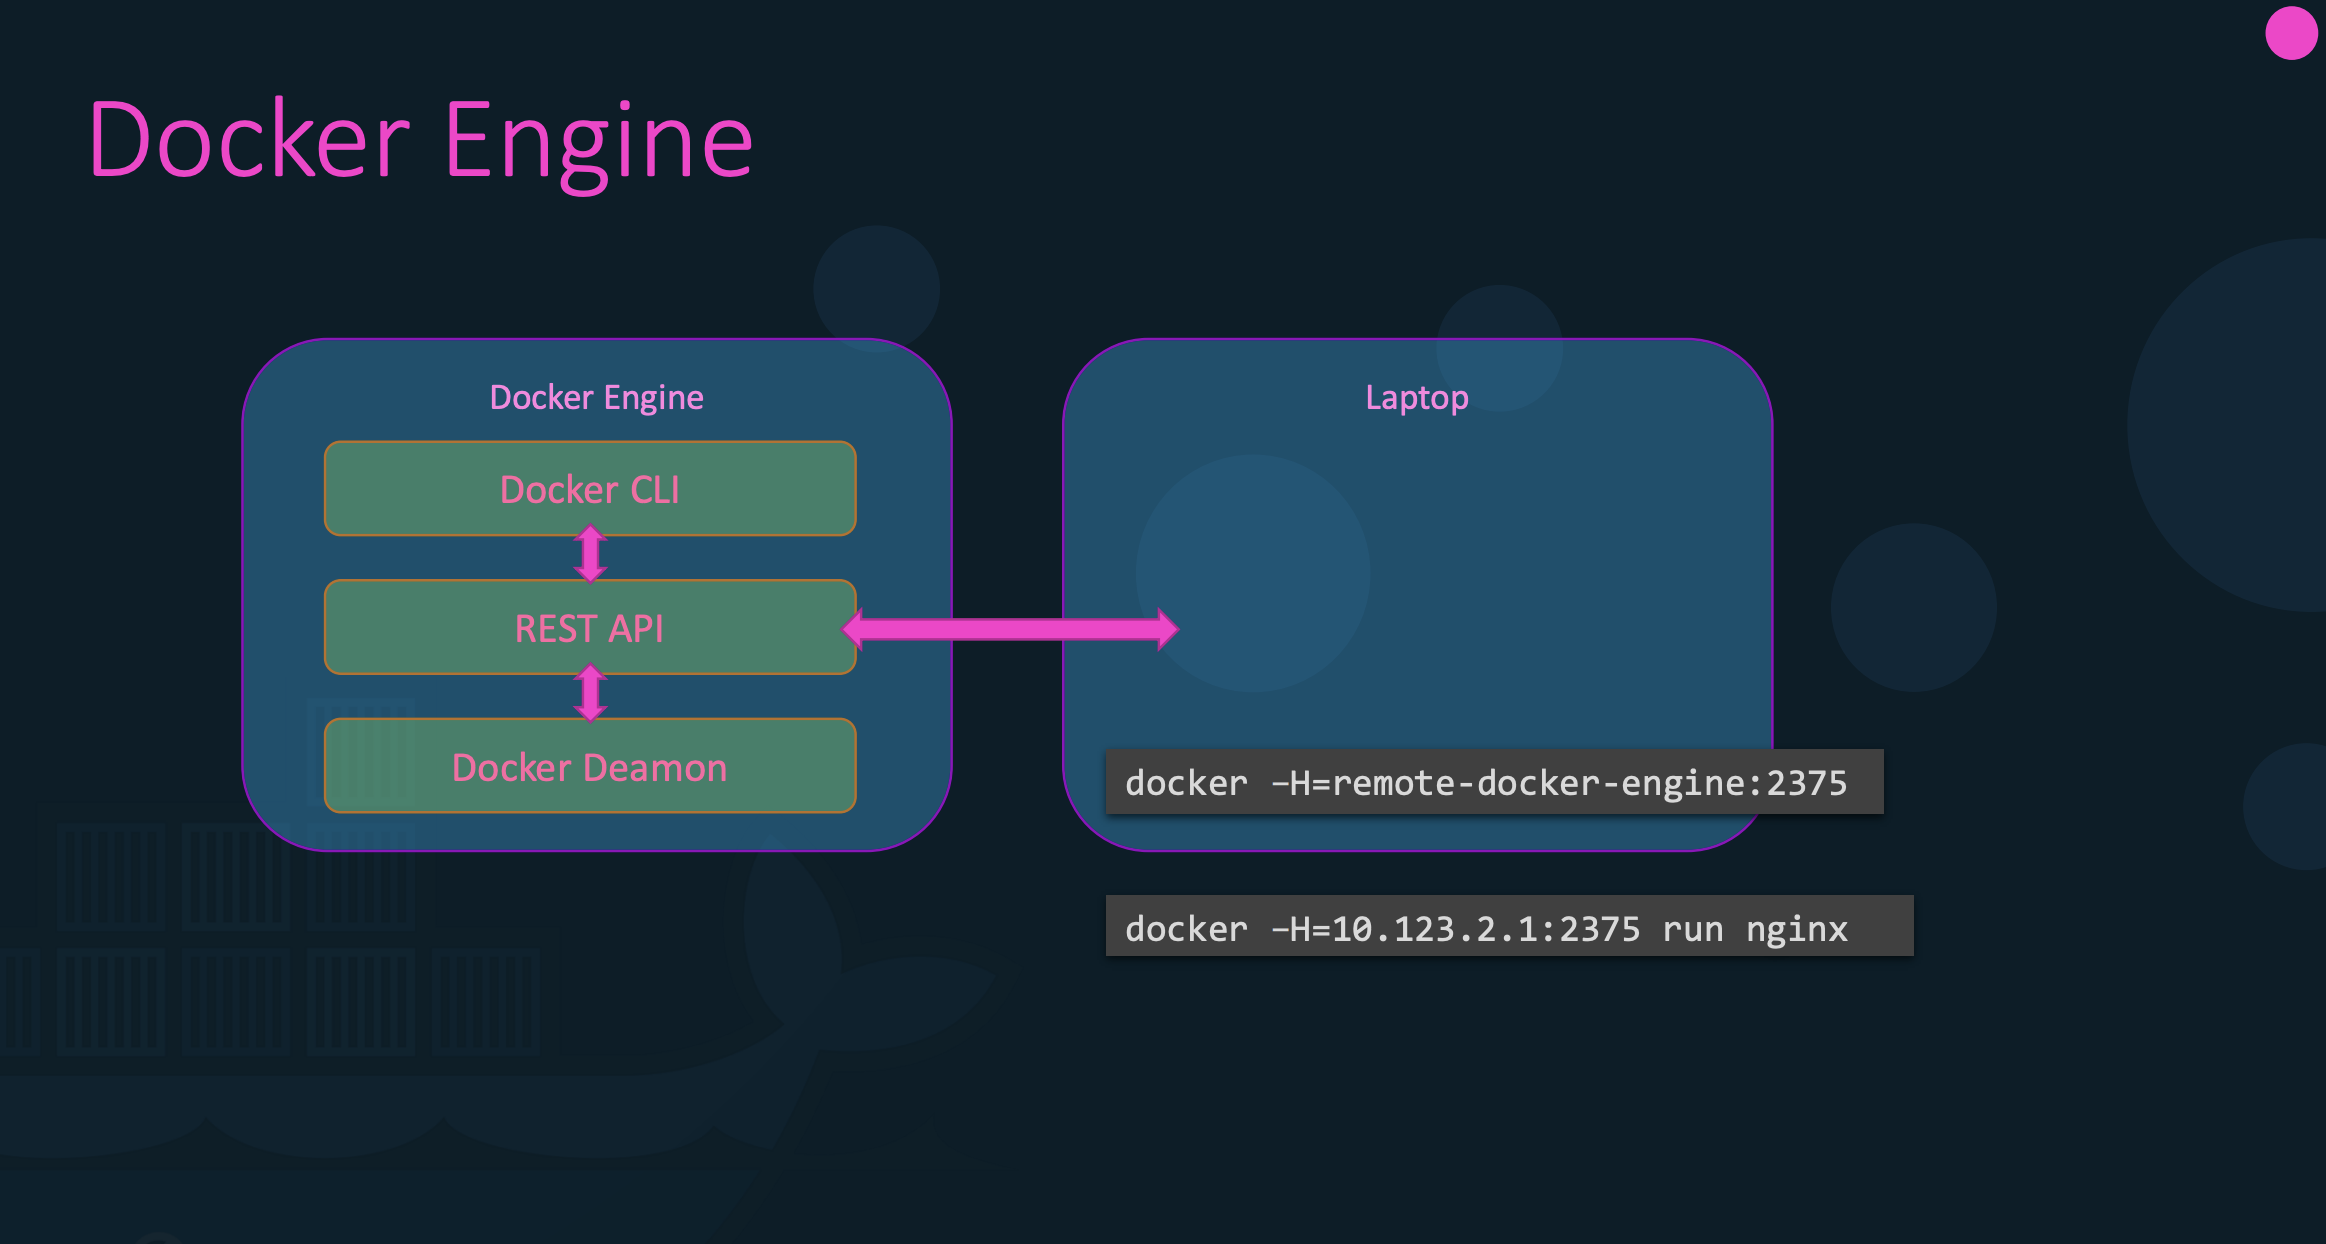 Docker Engine
Docker Engine
Docker CLI
REST API
Docker Deamon
Laptop
docker –H=remote-docker-engine:2375
docker –H=10.123.2.1:2375 run nginx